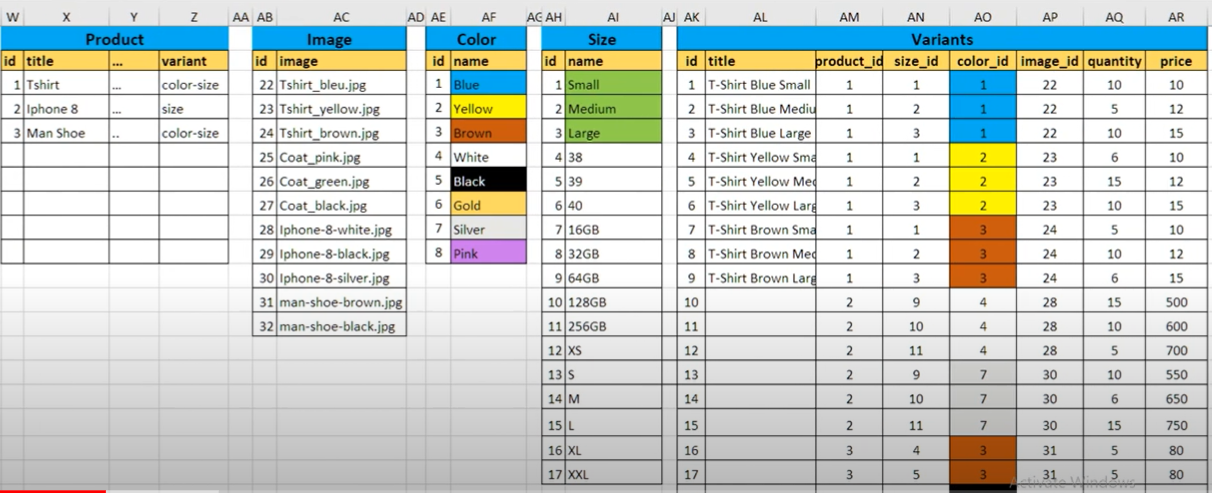 W X Y Z AA AB AC AD AE AF AG AH AI AJ AK AL AM AN AO AP AQ AR
Product Image Color Size Variants
id title ... variant id image id name id name id title product_id size_id color_id image_id quantity price
1 Tshirt ... color-size 22 Tshirt_bleu.jpg 1 Blue 1 Small 1 T-Shirt Blue Small 1 1 1 22 10 10
2 Iphone 8 ... size 23 Tshirt_yellow.jpg 2 Yellow 2 Medium 2 T-Shirt Blue Mediu 1 2 1 22 5 12
3 Man Shoe .. color-size 24 Tshirt_brown.jpg 3 Brown 3 Large 3 T-Shirt Blue Large 1 3 1 22 10 15
25 Coat_pink.jpg 4 White 4 38 4 T-Shirt Yellow Sma 1 1 2 23 6 10
26 Coat_green.jpg 5 Black 5 39 5 T-Shirt Yellow Med 1 2 2 23 15 12
27 Coat_black.jpg 6 Gold 6 40 6 T-Shirt Yellow Larg 1 3 2 23 10 15
28 Iphone-8-white.jpg 7 Silver 7 16GB 7 T-Shirt Brown Sma 1 1 3 24 5 10
29 Iphone-8-black.jpg 8 Pink 8 32GB 8 T-Shirt Brown Med 1 2 3 24 10 12
30 Iphone-8-silver.jpg 9 64GB 9 T-Shirt Brown Larg 1 3 3 24 6 15
31 man-shoe-brown.jpg 10 128GB 10 2 9 4 28 15 500
32 man-shoe-black.jpg 11 256GB 11 2 10 4 28 10 600
12 XS 12 2 11 4 28 5 700
13 S 13 2 9 7 30 10 550
14 M 14 2 10 7 30 6 650
15 L 15 2 11 7 30 15 750
16 XL 16 3 4 3 31 5 80
17 XXL 17 3 5 3 31 5 80
Activate Windows